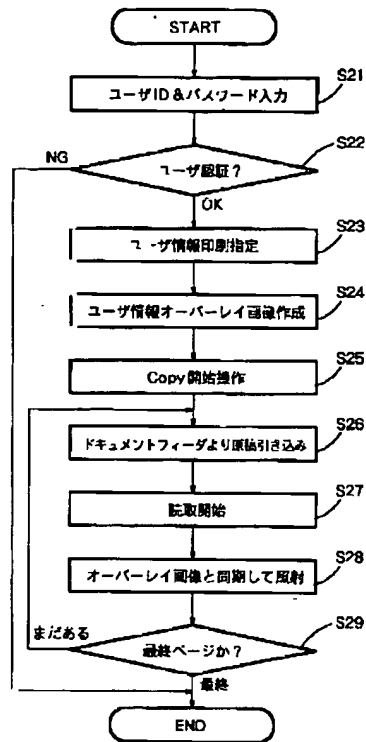 START
S21
ユーザID&パスワード入力
S22
NG
ユーザ認証?
OK
S23
ユーザ情報印刷指定
S24
ユーザ情報オーバーレイ画像作成
S25
Copy開始操作
S26
ドキュメントフィーダより原稿引き込み
S27
読取開始
S28
オーバーレイ画像と同期して照射
まだある
S29
最終ページか?
最終
END